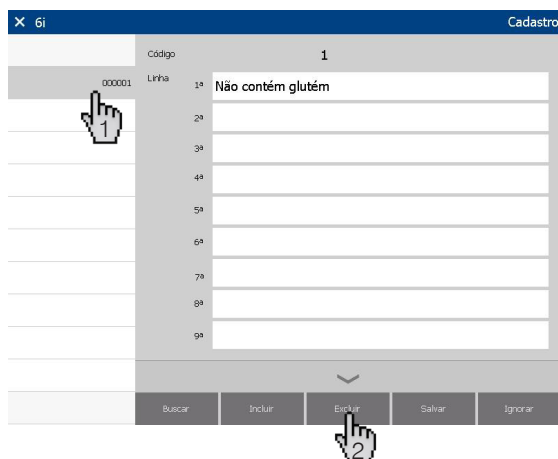 × 6i Cadastro
Código 1
000001
Linha 1ª Não contém glutém
2ª
3ª
4ª
5ª
6ª
7ª
8ª
9ª
Buscar Incluir Excluir Salvar Ignorar
1
2